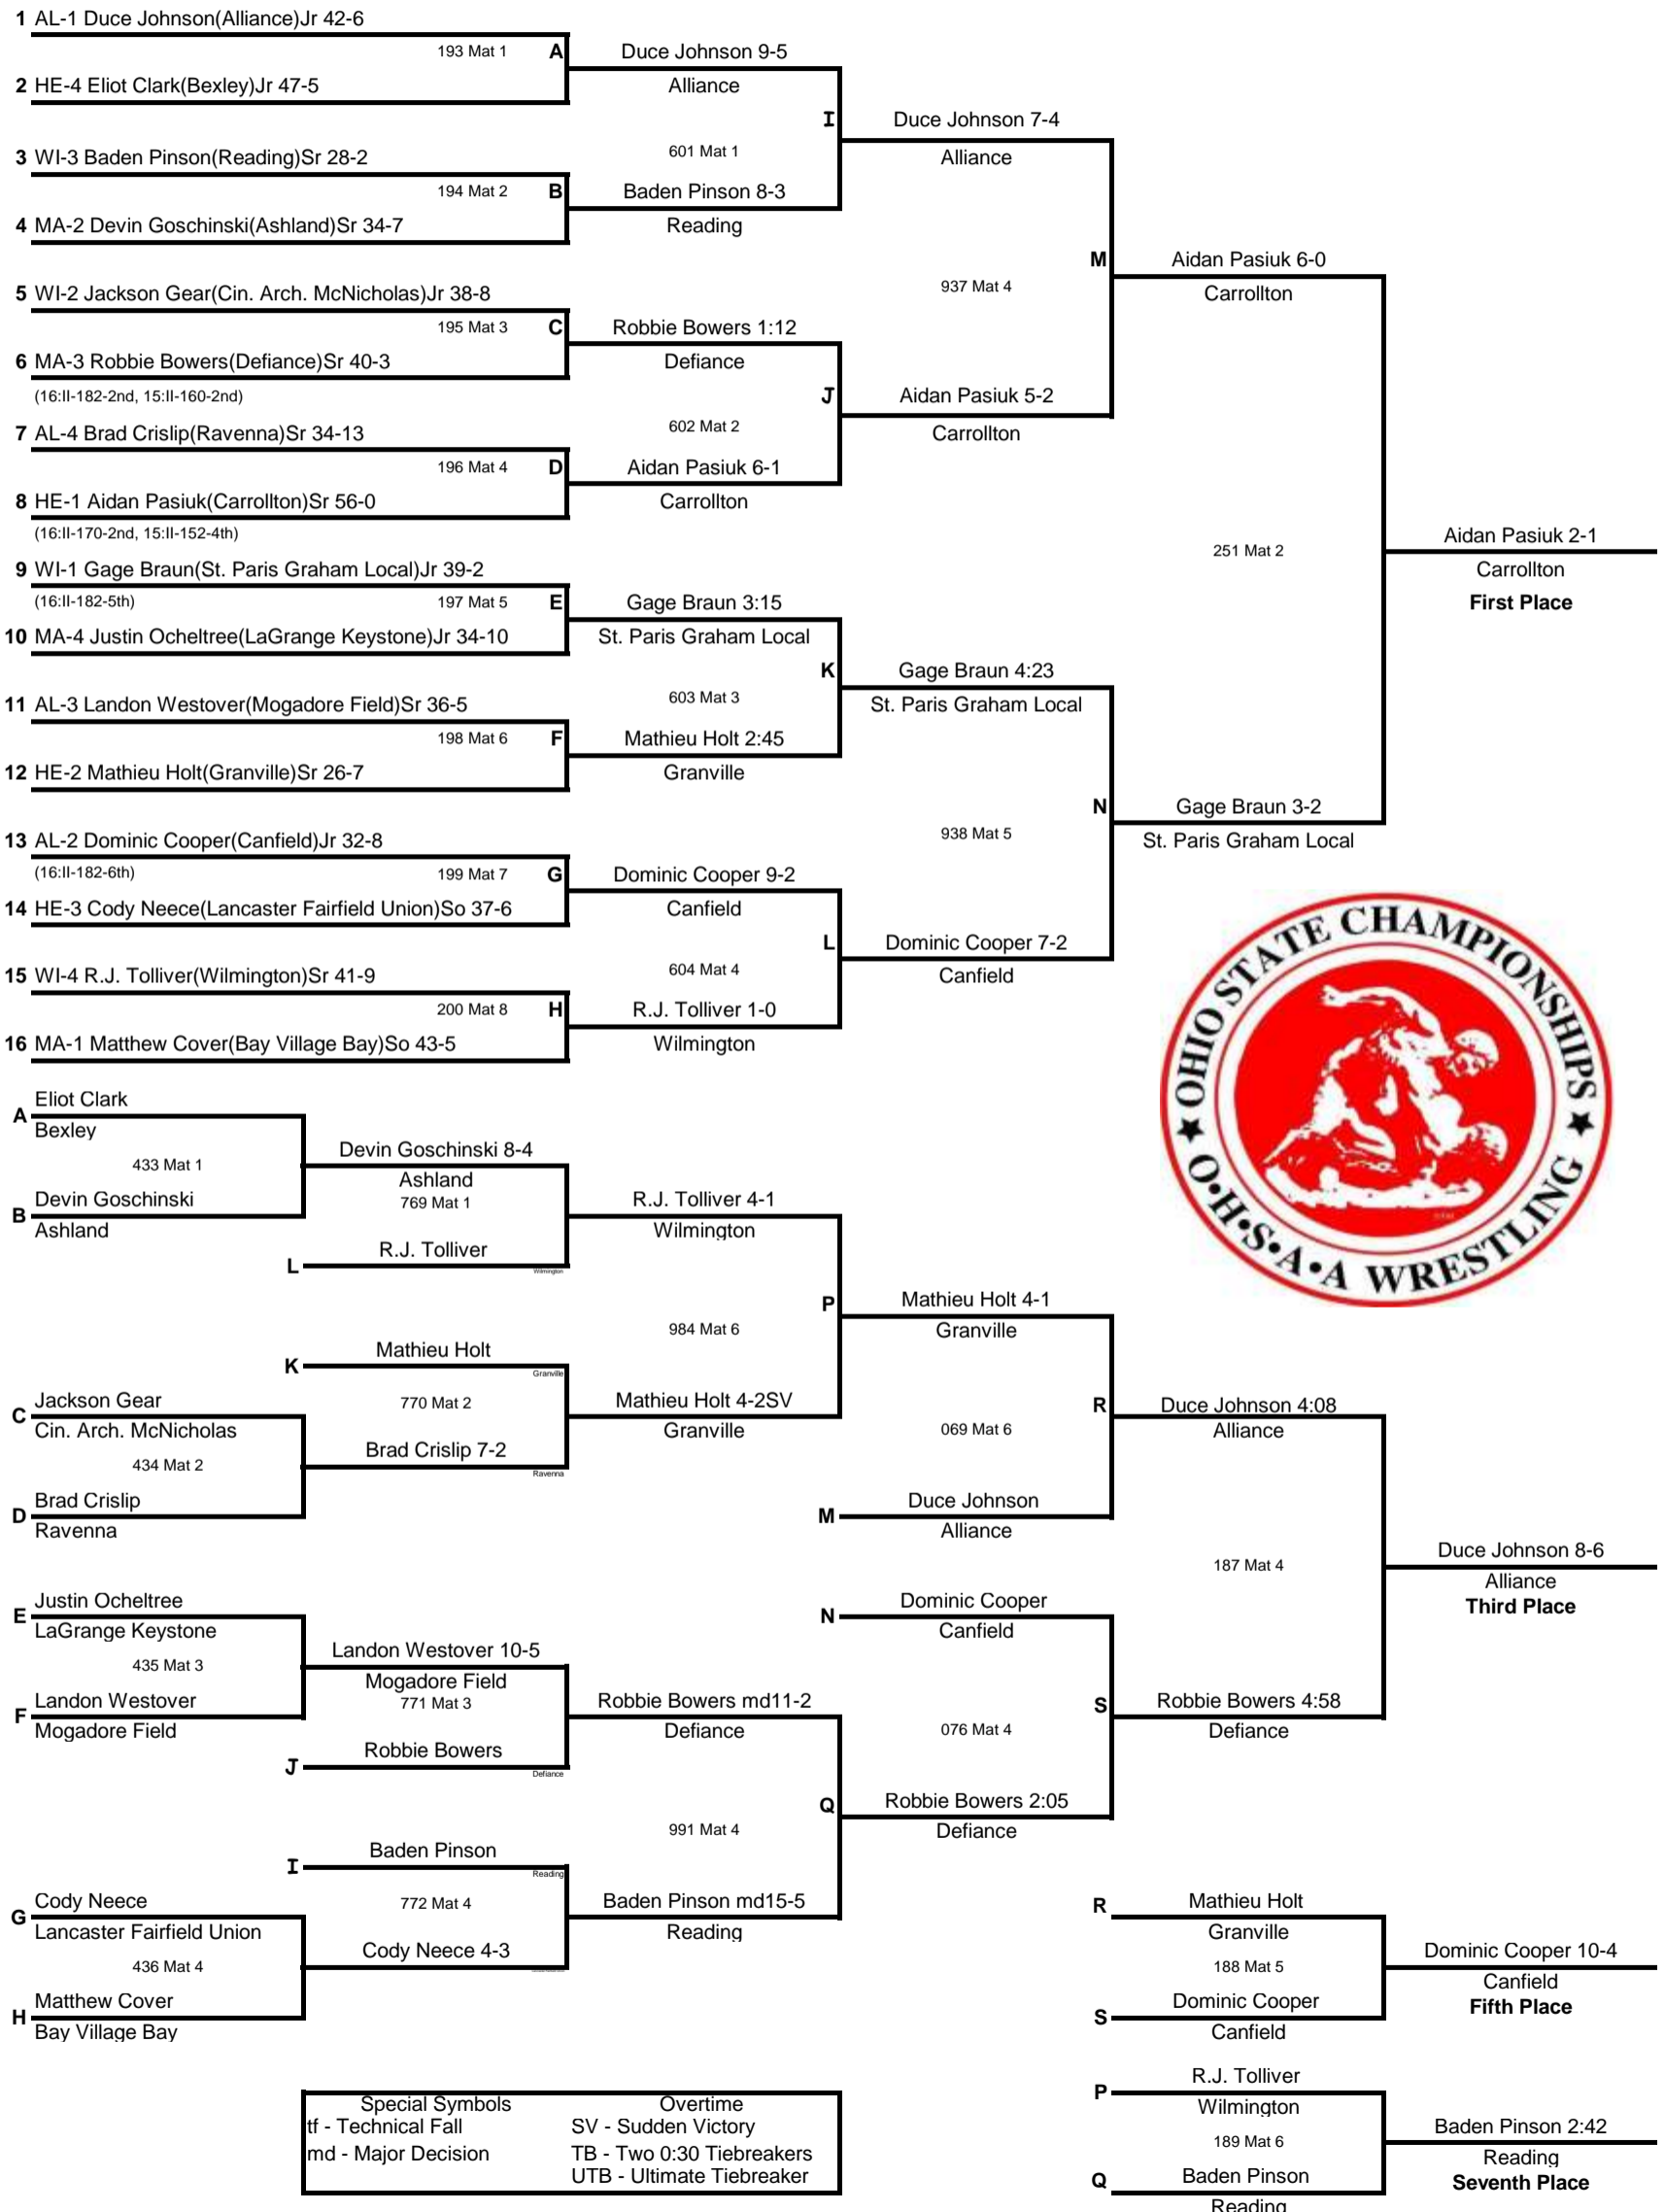 1 AL-1 Duce Johnson(Alliance)Jr 42-6
193 Mat 1 A
2 HE-4 Eliot Clark(Bexley)Jr 47-5
Duce Johnson 9-5
Alliance
3 WI-3 Baden Pinson(Reading)Sr 28-2
194 Mat 2 B
4 MA-2 Devin Goschinski(Ashland)Sr 34-7
601 Mat 1
I
Baden Pinson 8-3
Reading
Duce Johnson 7-4
Alliance
5 WI-2 Jackson Gear(Cin. Arch. McNicholas)Jr 38-8
195 Mat 3 C
6 MA-3 Robbie Bowers(Defiance)Sr 40-3
(16:II-182-2nd, 15:II-160-2nd)
Robbie Bowers 1:12
Defiance
7 AL-4 Brad Crislip(Ravenna)Sr 34-13
196 Mat 4 D
8 HE-1 Aidan Pasiuk(Carrollton)Sr 56-0
(16:II-170-2nd, 15:II-152-4th)
602 Mat 2
J
Aidan Pasiuk 6-1
Carrollton
Aidan Pasiuk 5-2
Carrollton
937 Mat 4
M
Aidan Pasiuk 6-0
Carrollton
9 WI-1 Gage Braun(St. Paris Graham Local)Jr 39-2
(16:II-182-5th)
197 Mat 5 E
10 MA-4 Justin Ocheltree(LaGrange Keystone)Jr 34-10
Gage Braun 3:15
St. Paris Graham Local
11 AL-3 Landon Westover(Mogadore Field)Sr 36-5
198 Mat 6 F
12 HE-2 Mathieu Holt(Granville)Sr 26-7
603 Mat 3
K
Mathieu Holt 2:45
Granville
Gage Braun 4:23
St. Paris Graham Local
13 AL-2 Dominic Cooper(Canfield)Jr 32-8
(16:II-182-6th)
199 Mat 7 G
14 HE-3 Cody Neece(Lancaster Fairfield Union)So 37-6
Dominic Cooper 9-2
Canfield
15 WI-4 R.J. Tolliver(Wilmington)Sr 41-9
200 Mat 8 H
16 MA-1 Matthew Cover(Bay Village Bay)So 43-5
604 Mat 4
L
R.J. Tolliver 1-0
Wilmington
Dominic Cooper 7-2
Canfield
938 Mat 5
N
Gage Braun 3-2
St. Paris Graham Local
251 Mat 2
Aidan Pasiuk 2-1
Carrollton
First Place
OHIO STATE CHAMPIONSHIPS
★ O•H•S•A•A WRESTLING ★
A Eliot Clark
Bexley
433 Mat 1
B Devin Goschinski
Ashland
Devin Goschinski 8-4
Ashland
769 Mat 1
L R.J. Tolliver
Wilmington
R.J. Tolliver 4-1
Wilmington
K Mathieu Holt
Granville
C Jackson Gear
Cin. Arch. McNicholas
434 Mat 2
D Brad Crislip
Ravenna
770 Mat 2
Brad Crislip 7-2
Ravenna
Mathieu Holt 4-2SV
Granville
984 Mat 6
P
Mathieu Holt 4-1
Granville
069 Mat 6
M Duce Johnson
Alliance
R
Duce Johnson 4:08
Alliance
E Justin Ocheltree
LaGrange Keystone
435 Mat 3
F Landon Westover
Mogadore Field
Landon Westover 10-5
Mogadore Field
771 Mat 3
J Robbie Bowers
Defiance
Robbie Bowers md11-2
Defiance
I Baden Pinson
Reading
G Cody Neece
Lancaster Fairfield Union
436 Mat 4
H Matthew Cover
Bay Village Bay
772 Mat 4
Cody Neece 4-3
Baden Pinson md15-5
Reading
991 Mat 4
Q
Robbie Bowers 2:05
Defiance
N Dominic Cooper
Canfield
076 Mat 4
S
Robbie Bowers 4:58
Defiance
187 Mat 4
Duce Johnson 8-6
Alliance
Third Place
R Mathieu Holt
Granville
188 Mat 5
S Dominic Cooper
Canfield
Dominic Cooper 10-4
Canfield
Fifth Place
P R.J. Tolliver
Wilmington
189 Mat 6
Q Baden Pinson
Reading
Baden Pinson 2:42
Reading
Seventh Place
Special Symbols Overtime
tf - Technical Fall SV - Sudden Victory
md - Major Decision TB - Two 0:30 Tiebreakers
UTB - Ultimate Tiebreaker